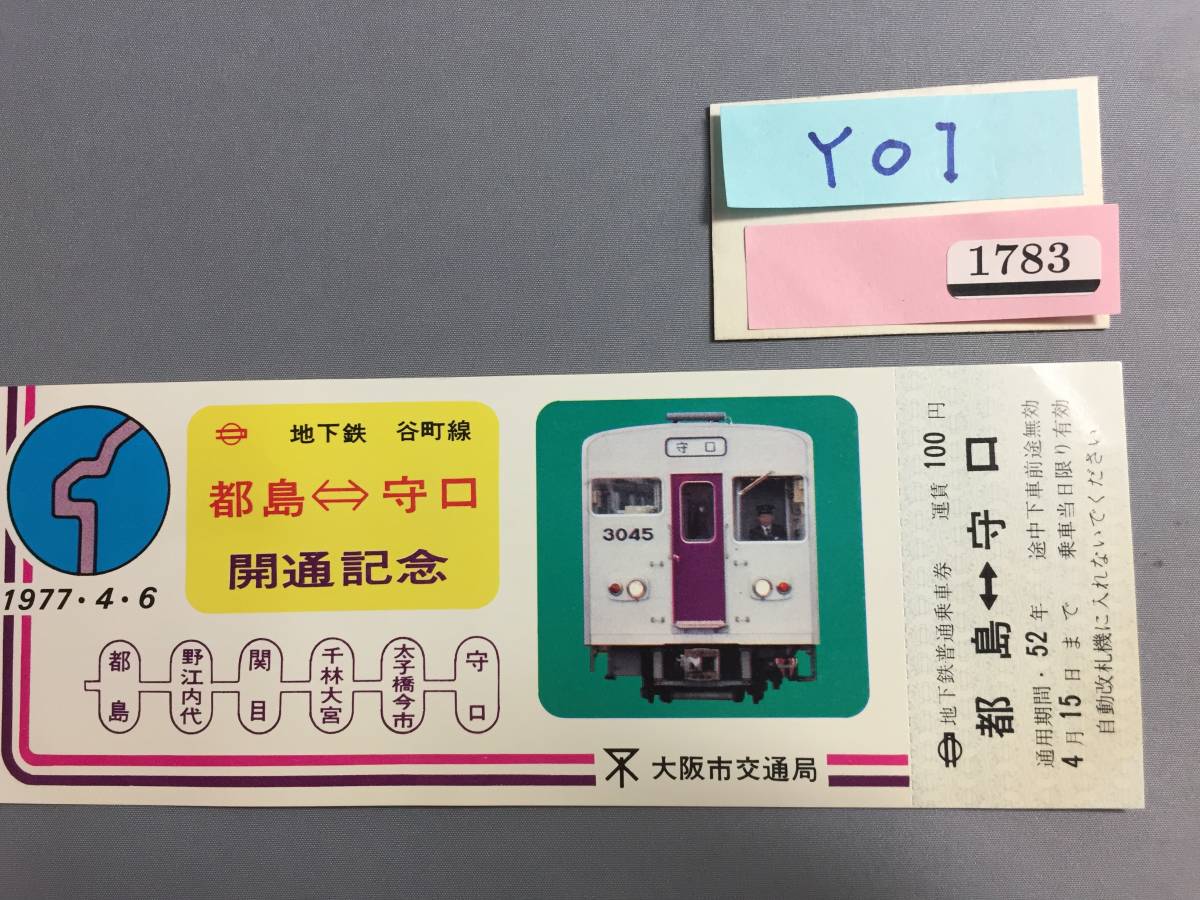 YO1
1783
地下鉄 谷町線
都島⇔守口
開通記念
1977・4・6
都島
野江内代
関目
千林大宮
太子橋今市
守口
守口
3045
大阪市交通局
地下鉄普通乗車券 運賃 100 円
都島↔守口
通用期間・52年 途中下車前途無効
4月15日まで 乗車当日限り有効
自動改札機に入れないでください